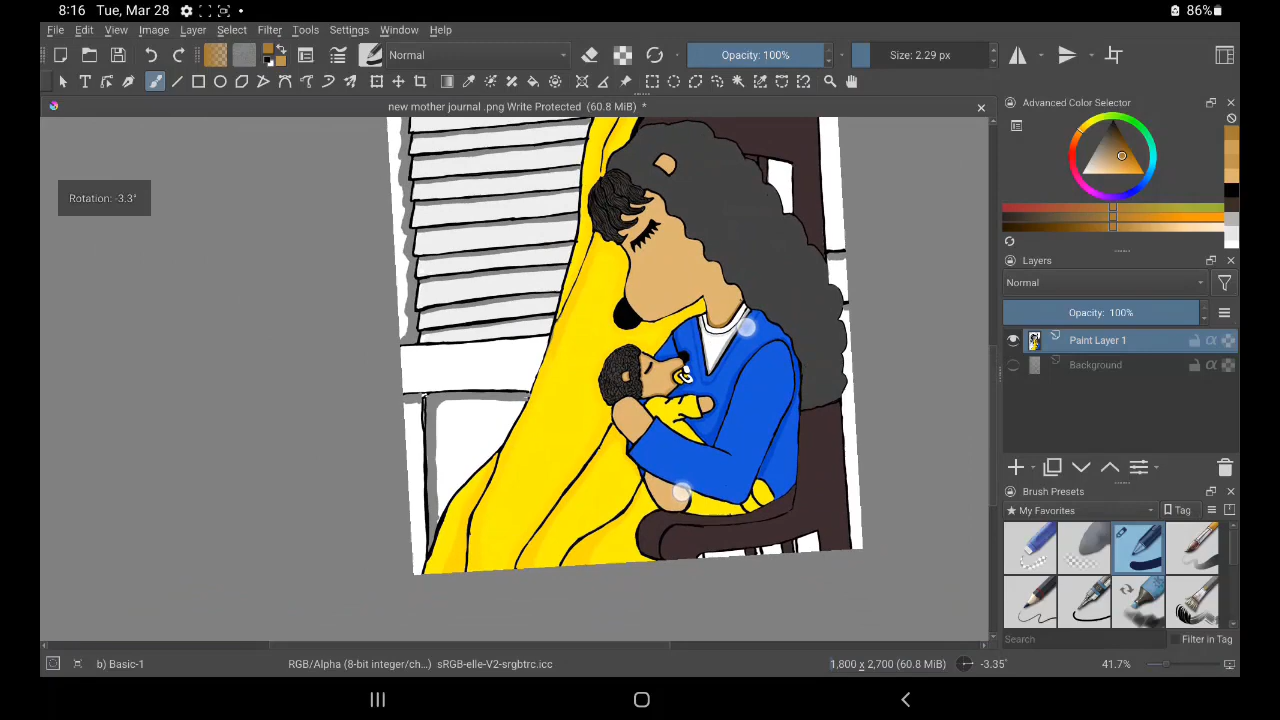 8:16 Tue, Mar 28
86%
File Edit View Image Layer Select Filter Tools Settings Window Help
Normal
Opacity: 100%
Size: 2.29 px
new mother journal .png Write Protected (60.8 MiB) *
Advanced Color Selector
Rotation: -3.3°
Layers
Normal
Opacity: 100%
Paint Layer 1
Background
Brush Presets
★ My Favorites
Tag
Search
Filter in Tag
b) Basic-1
RGB/Alpha (8-bit integer/ch...) sRGB-elle-V2-srgbtrc.icc
1,800 x 2,700 (60.8 MiB)
-3.35°
41.7%